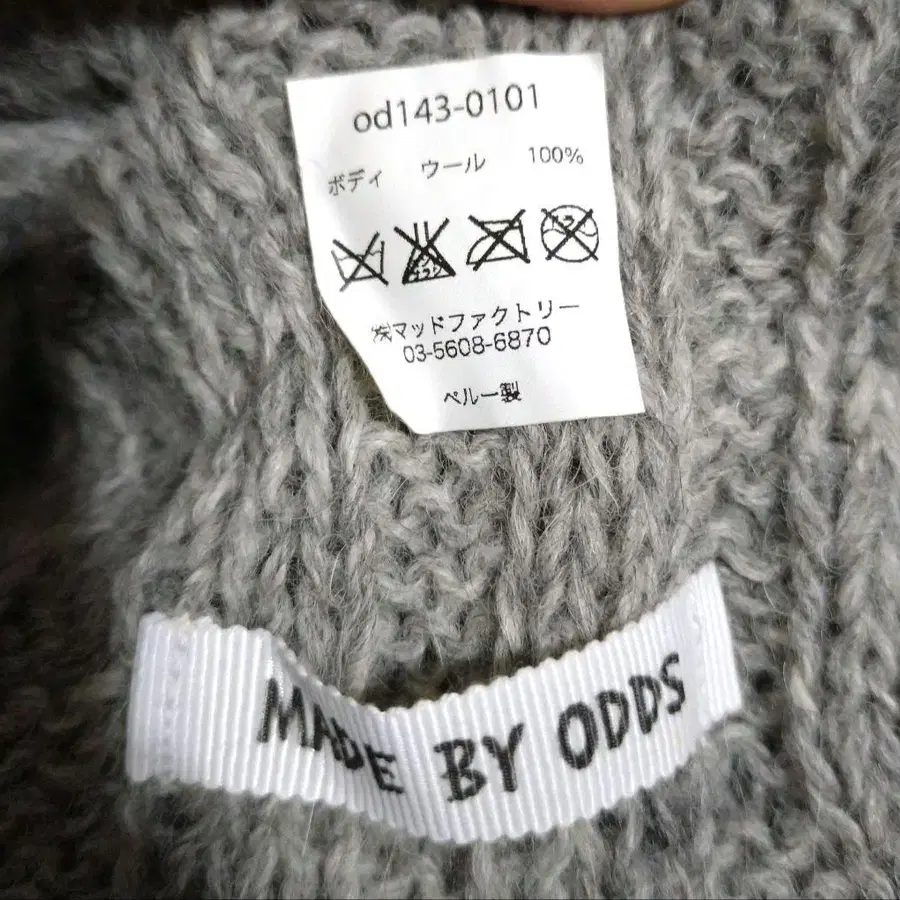 od143-0101
ボディ ウール 100%
㈱マッドファクトリー
03-5608-6870
ペルー製
MADE BY ODDS